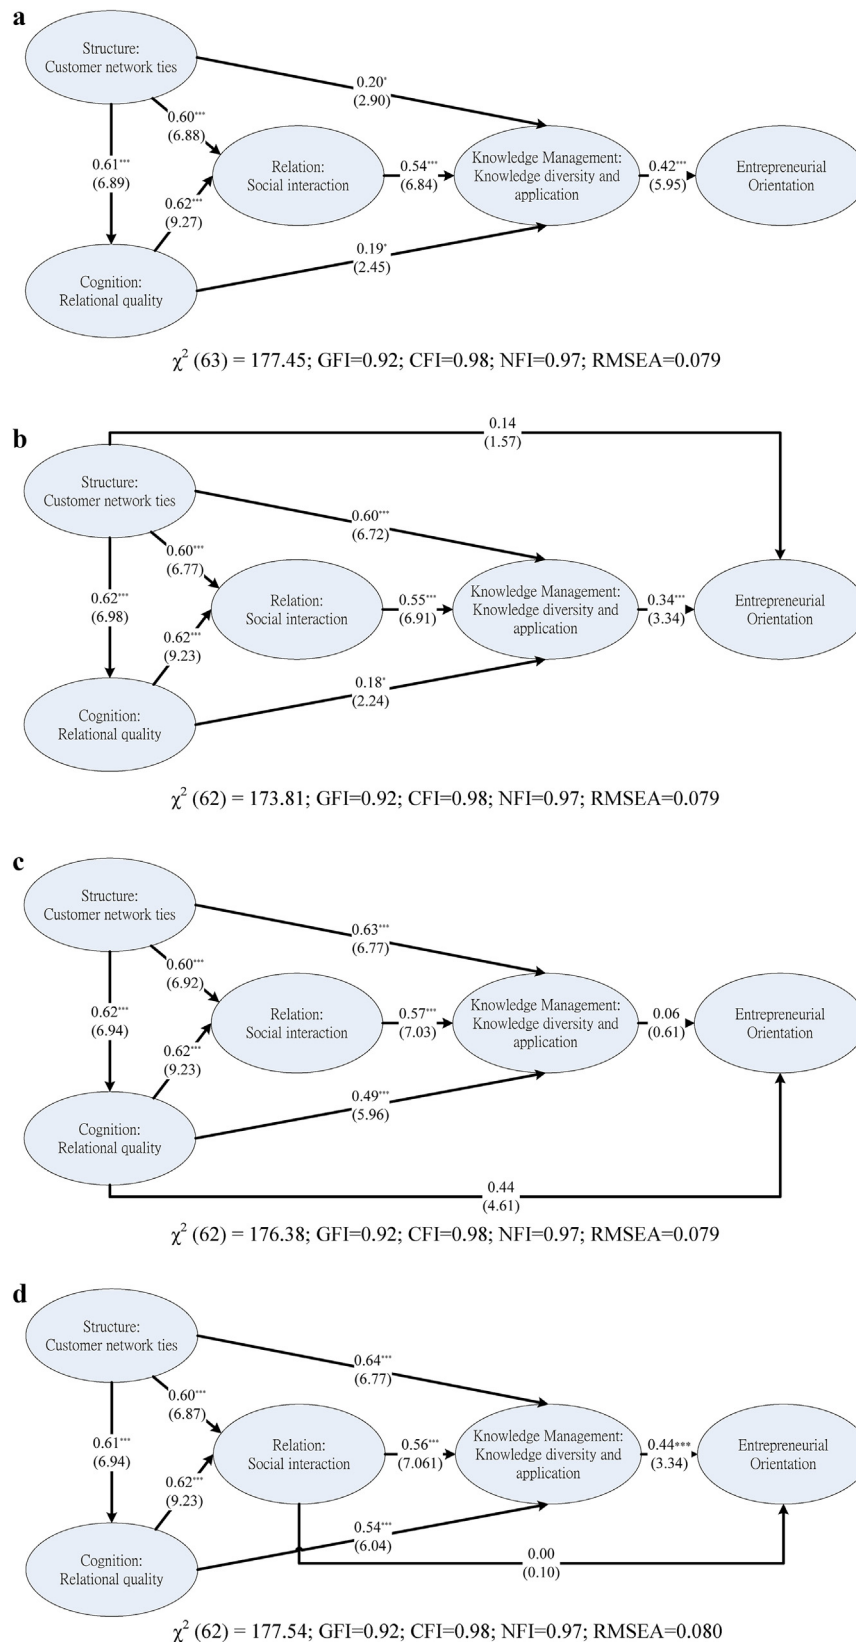 a
Structure:
Customer network ties
0.20*
(2.90)
0.60***
(6.88)
0.61***
(6.89)
Relation:
Social interaction
0.54***
(6.84)
Knowledge Management:
Knowledge diversity and
application
0.42***
(5.95)
Entrepreneurial
Orientation
0.62***
(9.27)
0.19*
(2.45)
Cognition:
Relational quality
χ² (63) = 177.45; GFI=0.92; CFI=0.98; NFI=0.97; RMSEA=0.079
b
0.14
(1.57)
Structure:
Customer network ties
0.60***
(6.72)
0.60***
(6.77)
0.62***
(6.98)
Relation:
Social interaction
0.55***
(6.91)
Knowledge Management:
Knowledge diversity and
application
0.34***
(3.34)
Entrepreneurial
Orientation
0.62***
(9.23)
0.18*
(2.24)
Cognition:
Relational quality
χ² (62) = 173.81; GFI=0.92; CFI=0.98; NFI=0.97; RMSEA=0.079
c
Structure:
Customer network ties
0.63***
(6.77)
0.60***
(6.92)
0.62***
(6.94)
Relation:
Social interaction
0.57***
(7.03)
Knowledge Management:
Knowledge diversity and
application
0.06
(0.61)
Entrepreneurial
Orientation
0.62***
(9.23)
0.49***
(5.96)
Cognition:
Relational quality
0.44
(4.61)
χ² (62) = 176.38; GFI=0.92; CFI=0.98; NFI=0.97; RMSEA=0.079
d
Structure:
Customer network ties
0.64***
(6.77)
0.60***
(6.87)
0.61***
(6.94)
Relation:
Social interaction
0.56***
(7.061)
Knowledge Management:
Knowledge diversity and
application
0.44***
(3.34)
Entrepreneurial
Orientation
0.62***
(9.23)
0.54***
(6.04)
0.00
(0.10)
Cognition:
Relational quality
χ² (62) = 177.54; GFI=0.92; CFI=0.98; NFI=0.97; RMSEA=0.080